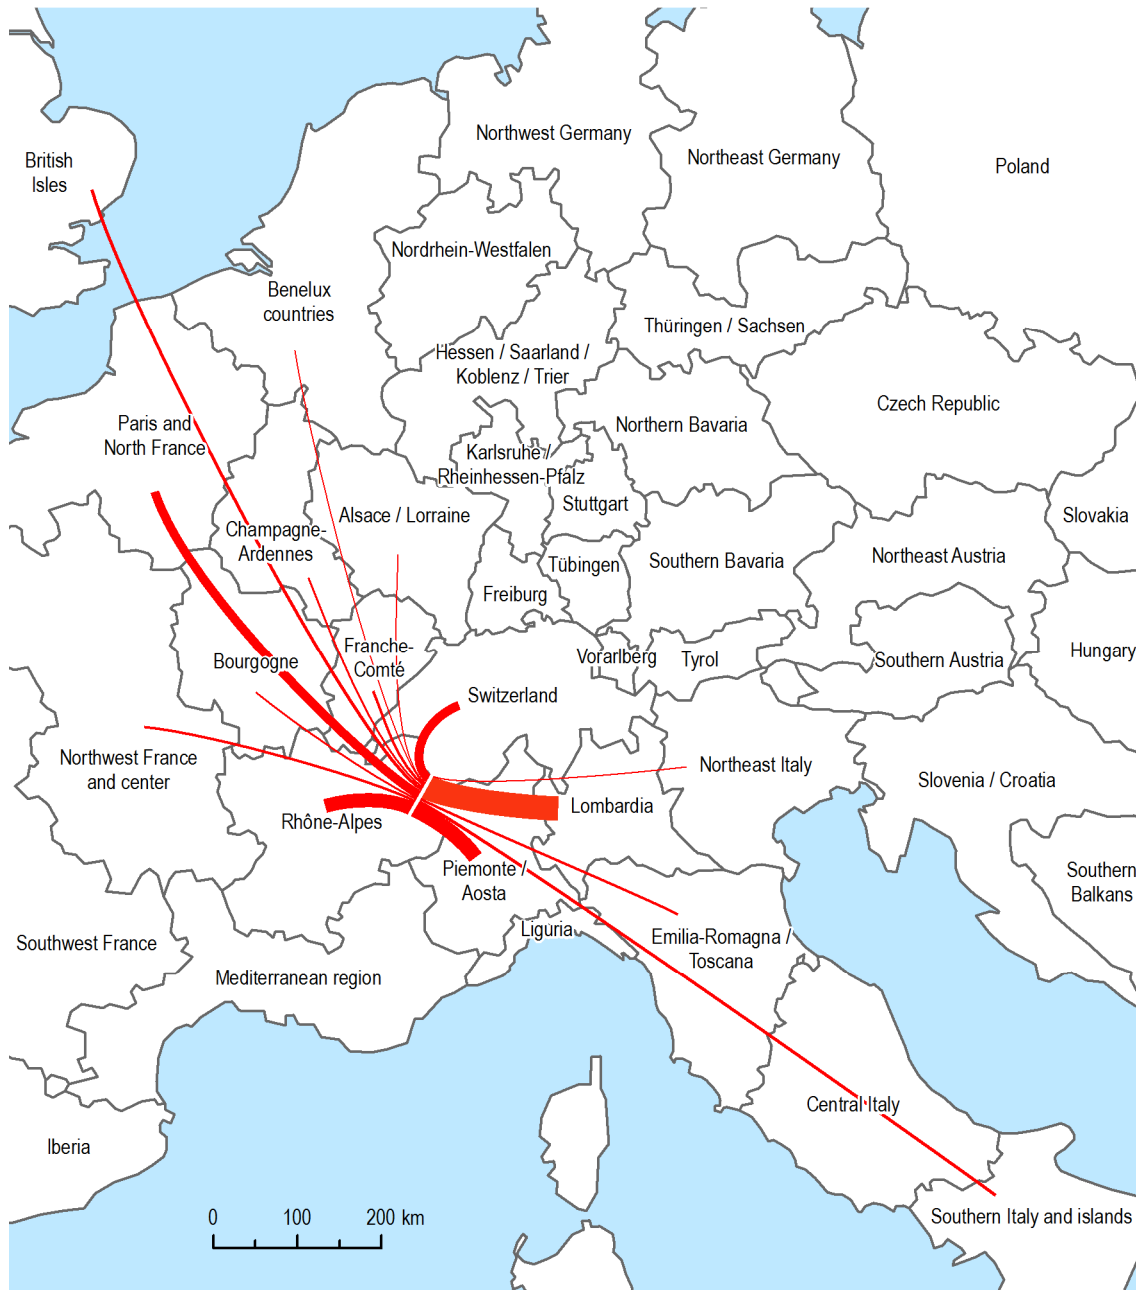 Northwest Germany
Northeast Germany
British
Isles
Poland
Nordrhein-Westfalen
Benelux
countries
Thüringen / Sachsen
Hessen / Saarland /
Koblenz / Trier
Czech Republic
Paris and
North France
Northern Bavaria
Karlsruhe /
Rheinhessen-Pfalz
Stuttgart
Alsace / Lorraine
Slovakia
Champagne-
Ardennes
Northeast Austria
Tübingen
Southern Bavaria
Freiburg
Franche-
Comté
Bourgogne
Vorarlberg
Tyrol
Southern Austria
Hungary
Switzerland
Northwest France
and center
Northeast Italy
Slovenia / Croatia
Lombardia
Rhône-Alpes
Piemonte /
Aosta
Southern
Balkans
Liguria
Southwest France
Emilia-Romagna /
Toscana
Mediterranean region
Central Italy
Iberia
0 100 200 km
Southern Italy and islands